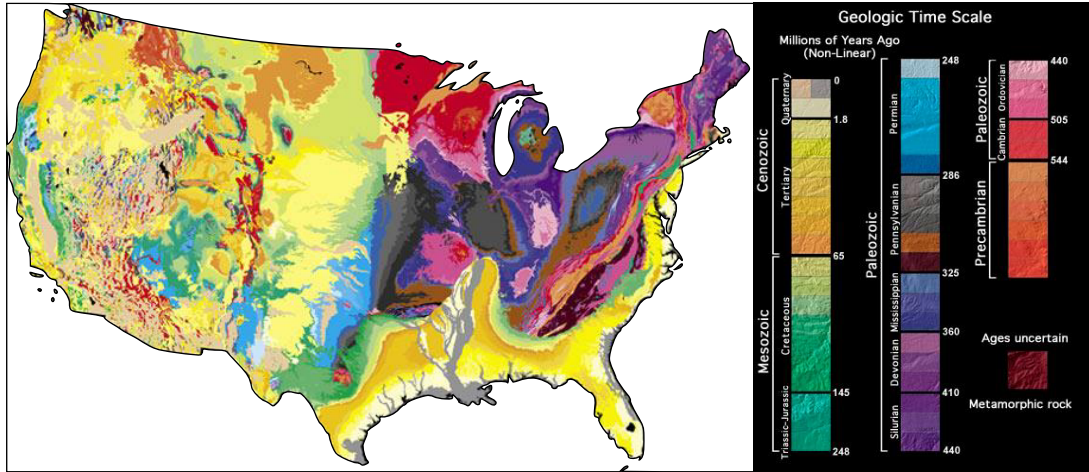 Geologic Time Scale
Millions of Years Ago
(Non-Linear)
Cenozoic
Quaternary
0
1.8
Tertiary
65
Mesozoic
Cretaceous
145
Triassic-Jurassic
248
Paleozoic
248
Permian
286
Pennsylvanian
325
Mississippian
360
Devonian
410
Silurian
440
Paleozoic
440
Ordovician
505
Cambrian
544
Precambrian
Ages uncertain
Metamorphic rock